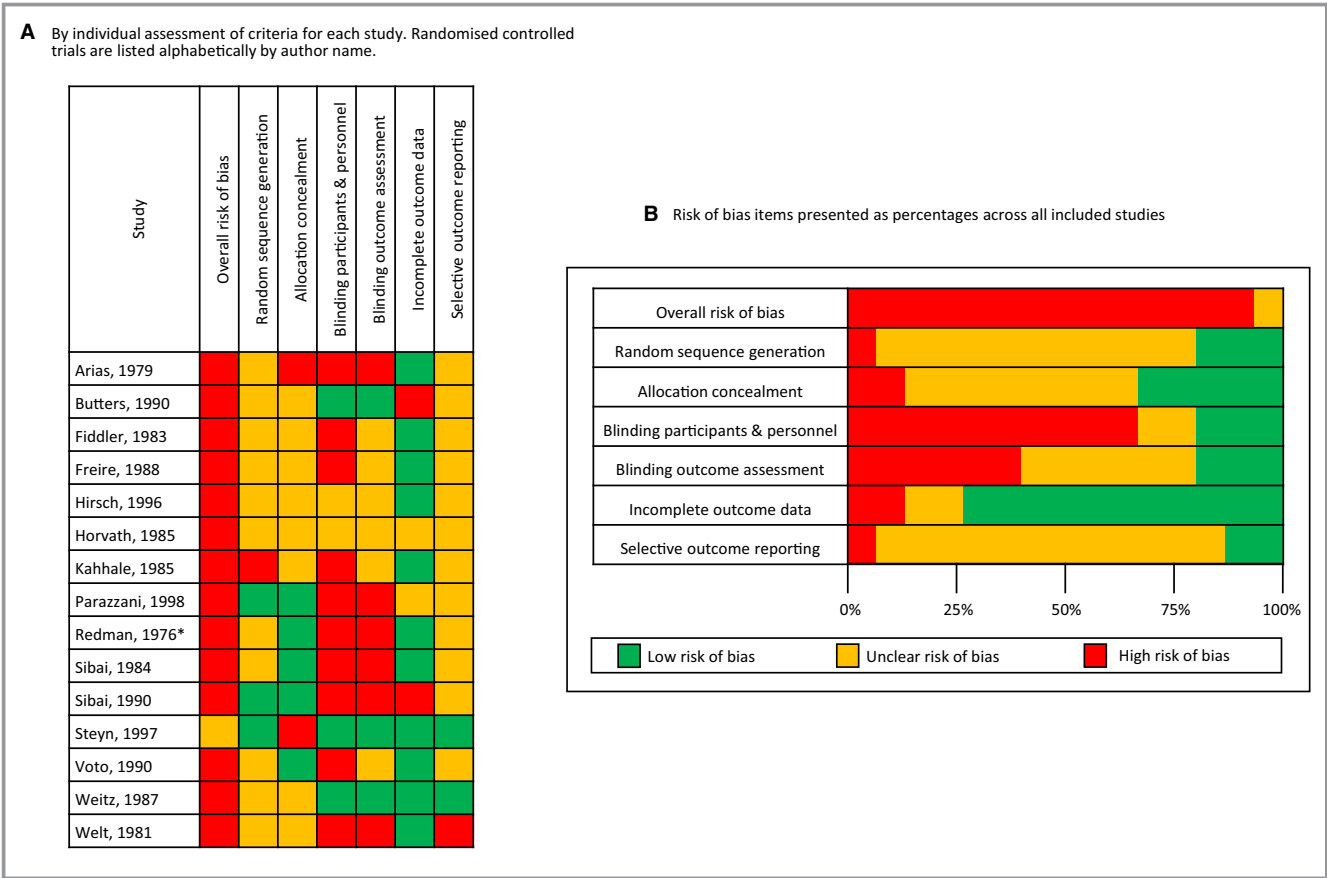 A By individual assessment of criteria for each study. Randomised controlled
trials are listed alphabetically by author name.
Study
Overall risk of bias
Random sequence generation
Allocation concealment
Blinding participants & personnel
Blinding outcome assessment
Incomplete outcome data
Selective outcome reporting
Arias, 1979
Butters, 1990
Fiddler, 1983
Freire, 1988
Hirsch, 1996
Horvath, 1985
Kahhale, 1985
Parazzani, 1998
Redman, 1976*
Sibai, 1984
Sibai, 1990
Steyn, 1997
Voto, 1990
Weitz, 1987
Welt, 1981
B Risk of bias items presented as percentages across all included studies
Overall risk of bias
Random sequence generation
Allocation concealment
Blinding participants & personnel
Blinding outcome assessment
Incomplete outcome data
Selective outcome reporting
0% 25% 50% 75% 100%
Low risk of bias Unclear risk of bias High risk of bias